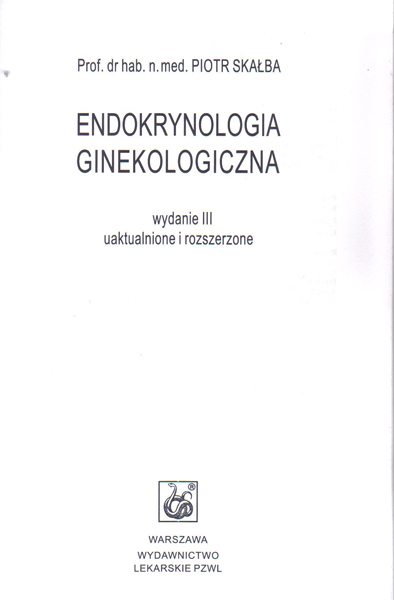 Prof. dr hab. n. med. PIOTR SKAŁBA
ENDOKRYNOLOGIA
GINEKOLOGICZNA
wydanie III
uaktualnione i rozszerzone
®
WARSZAWA
WYDAWNICTWO
LEKARSKIE PZWL